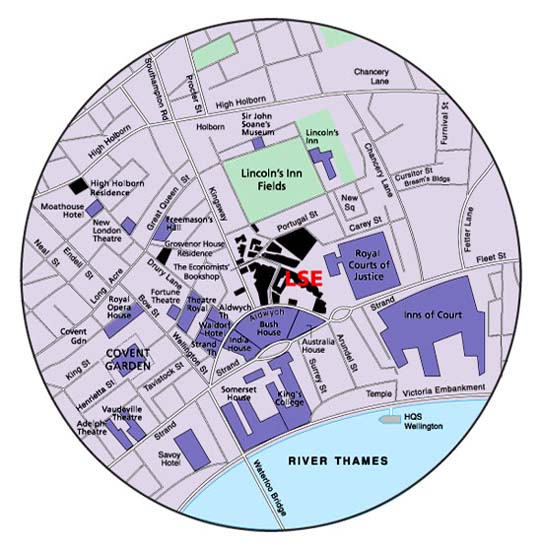 Southampton Rd
Procter St
Chancery
Lane
High Holborn
High Holborn
Holborn
Sir John
Soane's
Museum
Lincoln's
Inn
Furnival St
Chancery Lane
Cursitor St
Bream's Bldgs
High Holborn
Residence
Lincoln's Inn
Fields
Moathouse
Hotel
Great Queen St
Kingsway
New
Sq
New
London
Theatre
Freemason's
Hall
Portugal St
Carey St
Fetter Lane
Neal St
Endell St
Long Acre
Drury Lane
Grosvenor House
Residence
The Economists'
Bookshop
Royal
Courts of
Justice
Fleet St
LSE
Fortune
Theatre
Theatre
Royal
Royal
Opera
House
Bow St
Aldwych
Th
Aldwych
Strand
Waldorf
Hotel
Bush
House
Inns of Court
Covent
Gdn
Wellington St
Strand
Th
India
House
Australia
House
Arundel St
COVENT
GARDEN
King St
Tavistock St
Strand
Surrey St
Henrietta St
Somerset
House
King's
College
Temple
Victoria Embankment
Vaudeville
Theatre
Adelphi
Theatre
HQS
Wellington
Strand
Savoy
Hotel
Waterloo Bridge
RIVER THAMES